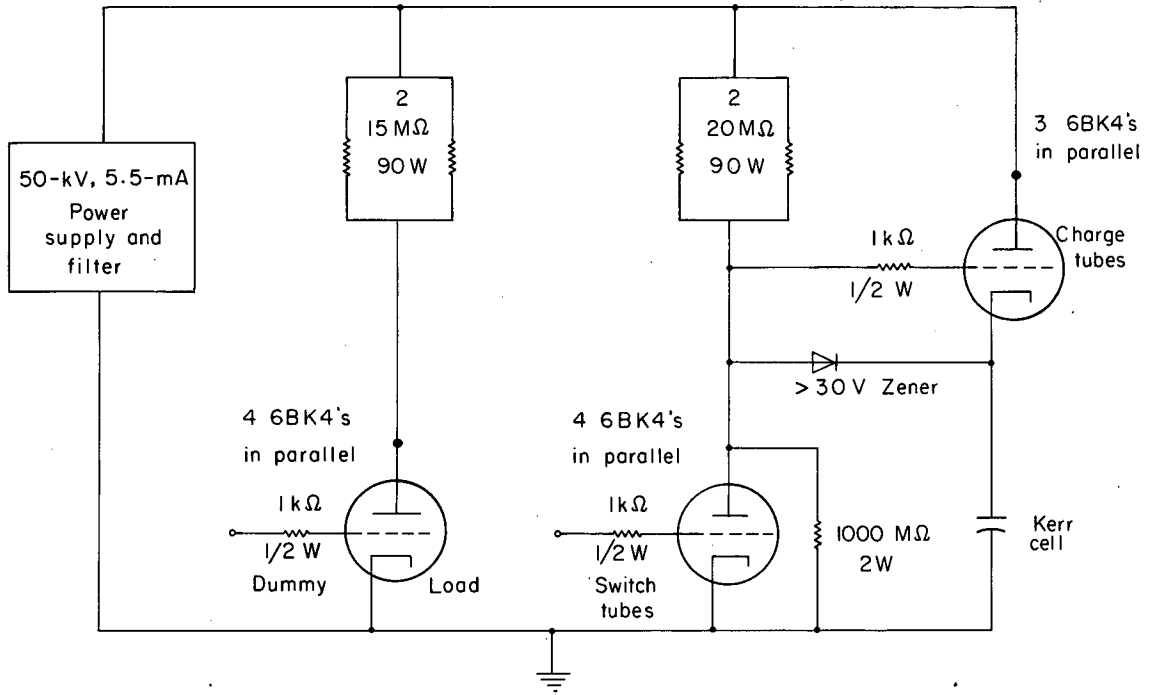 50-kV, 5.5-mA
Power
supply and
filter
2
15 MΩ
90 W
2
20 MΩ
90 W
3 6BK4's
in parallel
1 kΩ
1/2 W
Charge
tubes
> 30 V Zener
4 6BK4's
in parallel
1 kΩ
1/2 W
Dummy
Load
4 6BK4's
in parallel
1 kΩ
1/2 W
Switch
tubes
1000 MΩ
2W
Kerr
cell